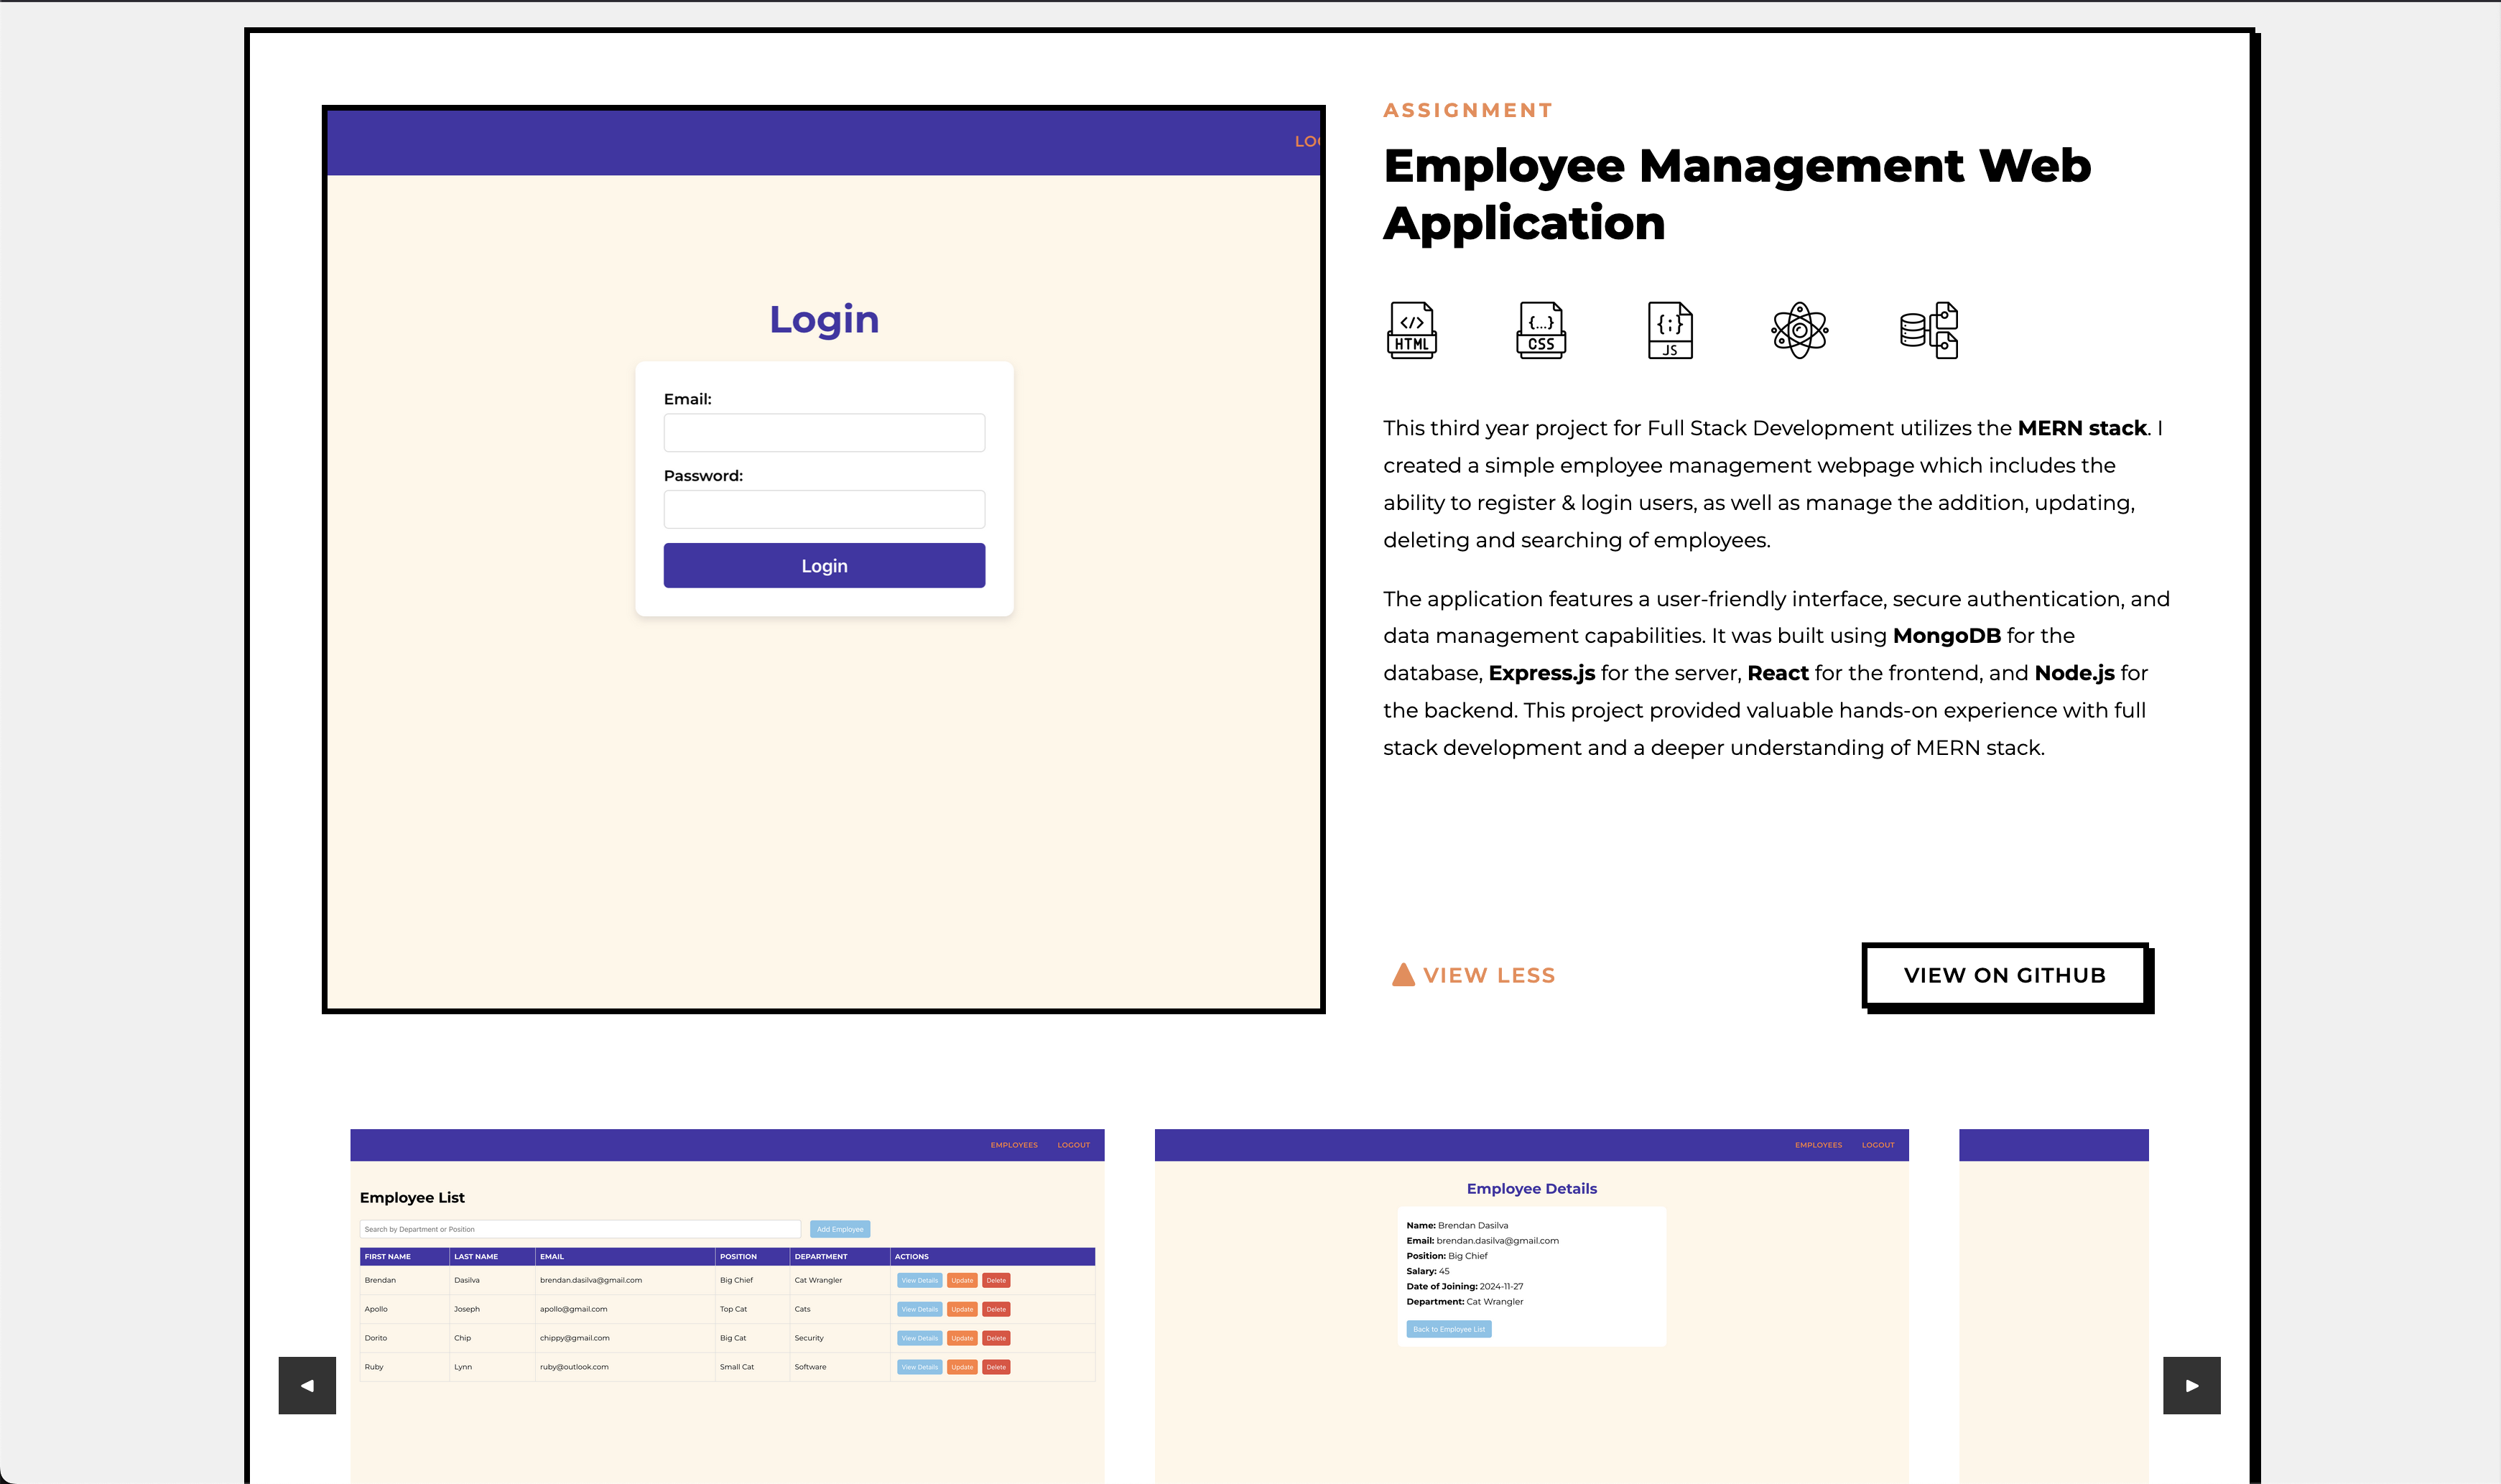 LO
Login
Email:
Password:
Login
ASSIGNMENT
Employee Management Web
Application
</> HTML
{...} CSS
{;} JS
This third year project for Full Stack Development utilizes the MERN stack. I
created a simple employee management webpage which includes the
ability to register & login users, as well as manage the addition, updating,
deleting and searching of employees.
The application features a user-friendly interface, secure authentication, and
data management capabilities. It was built using MongoDB for the
database, Express.js for the server, React for the frontend, and Node.js for
the backend. This project provided valuable hands-on experience with full
stack development and a deeper understanding of MERN stack.
VIEW LESS
VIEW ON GITHUB
EMPLOYEES LOGOUT
Employee List
Search by Department or Position Add Employee
FIRST NAME LAST NAME EMAIL POSITION DEPARTMENT ACTIONS
Brendan Dasilva brendan.dasilva@gmail.com Big Chief Cat Wrangler View Details Update Delete
Apollo Joseph apollo@gmail.com Top Cat Cats View Details Update Delete
Dorito Chip chippy@gmail.com Big Cat Security View Details Update Delete
Ruby Lynn ruby@outlook.com Small Cat Software View Details Update Delete
EMPLOYEES LOGOUT
Employee Details
Name: Brendan Dasilva
Email: brendan.dasilva@gmail.com
Position: Big Chief
Salary: 45
Date of Joining: 2024-11-27
Department: Cat Wrangler
Back to Employee List